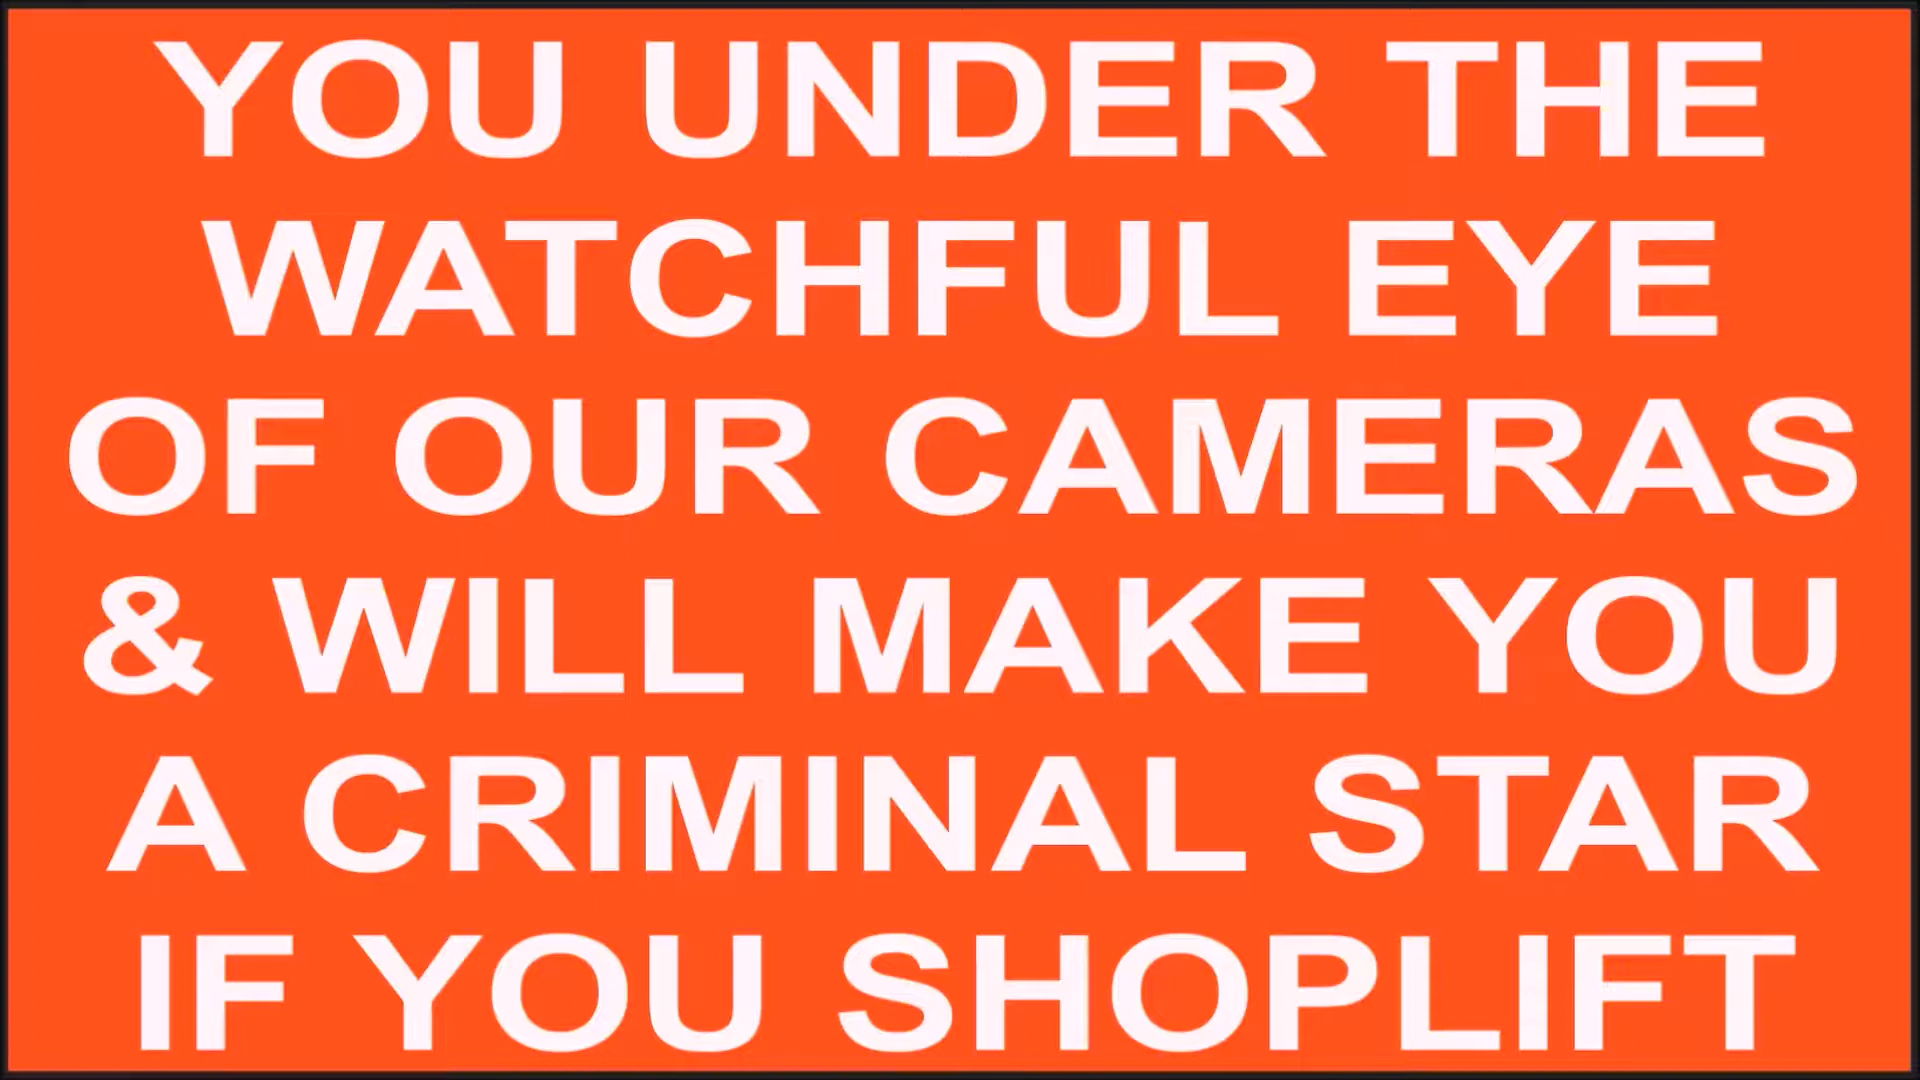 YOU UNDER THE
WATCHFUL EYE
OF OUR CAMERAS
& WILL MAKE YOU
A CRIMINAL STAR
IF YOU SHOPLIFT